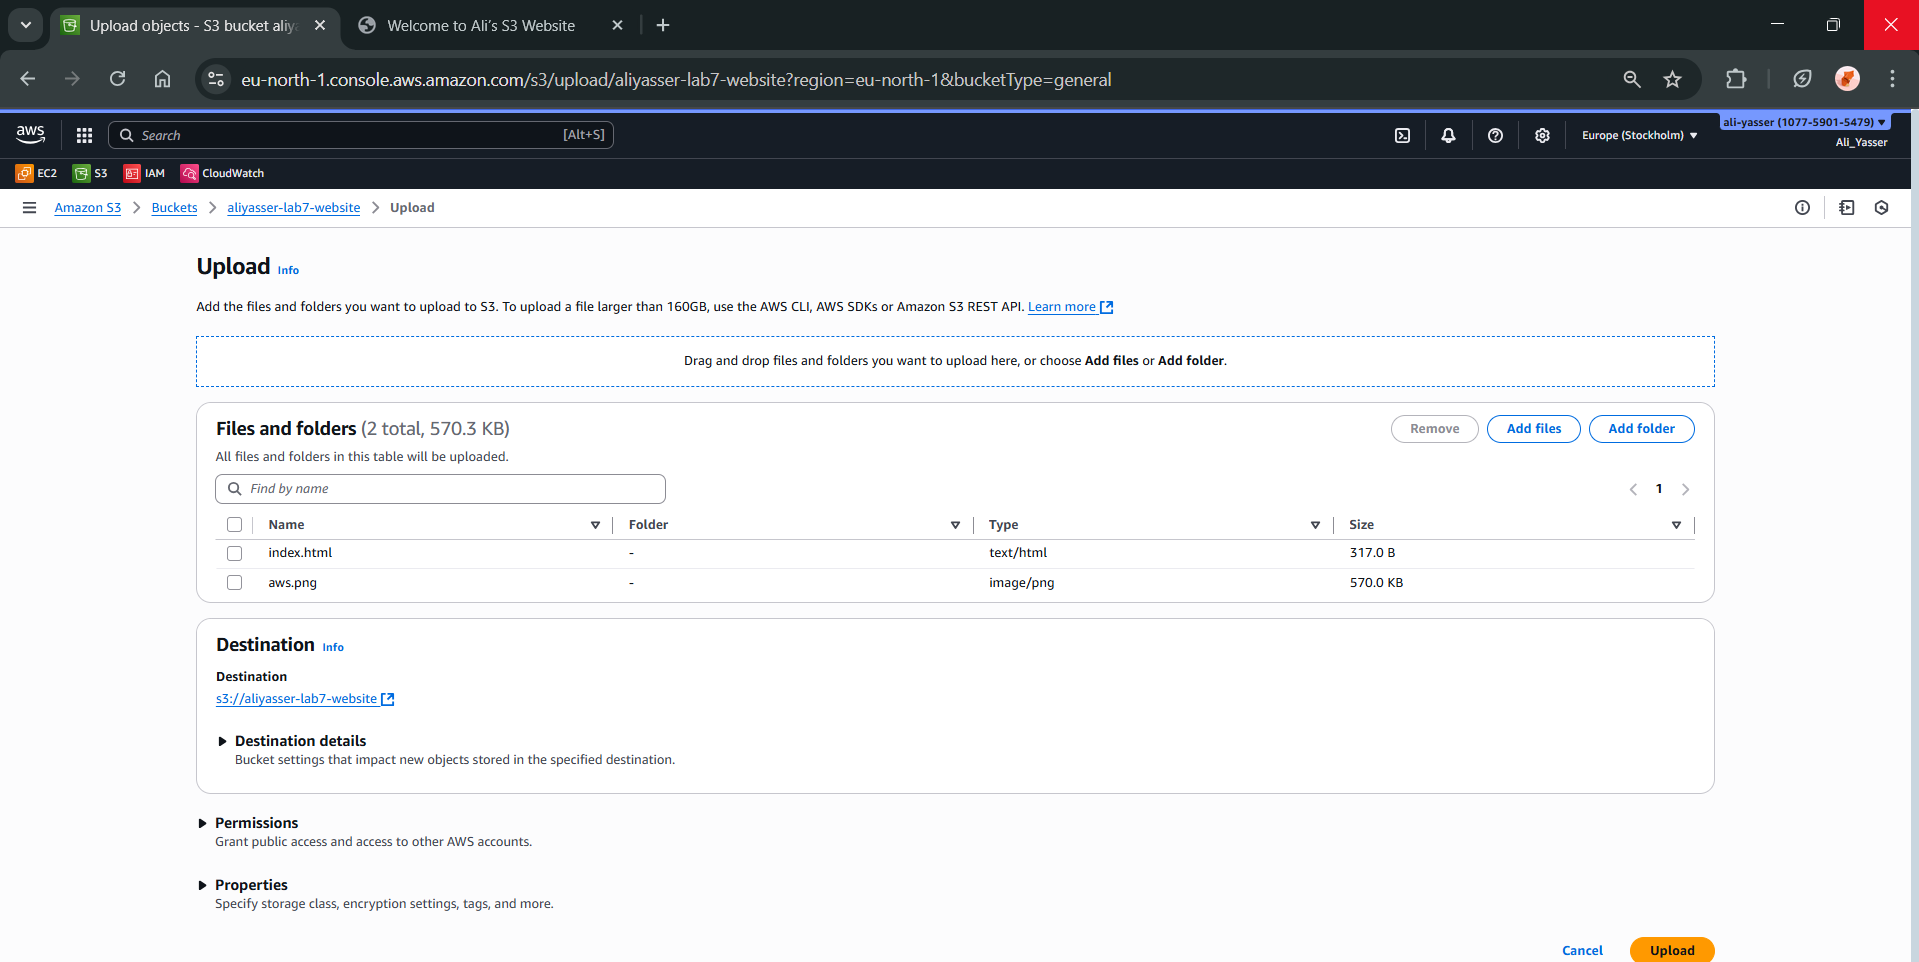 Upload objects - S3 bucket aliya
Welcome to Ali's S3 Website
eu-north-1.console.aws.amazon.com/s3/upload/aliyasser-lab7-website?region=eu-north-1&bucketType=general
aws
Search
[Alt+S]
Europe (Stockholm)
ali-yasser (1077-5901-5479)
Ali_Yasser
EC2
S3
IAM
CloudWatch
Amazon S3
Buckets
aliyasser-lab7-website
Upload
Upload Info
Add the files and folders you want to upload to S3. To upload a file larger than 160GB, use the AWS CLI, AWS SDKs or Amazon S3 REST API. Learn more
Drag and drop files and folders you want to upload here, or choose Add files or Add folder.
Files and folders (2 total, 570.3 KB)
Remove
Add files
Add folder
All files and folders in this table will be uploaded.
Find by name
1
Name Folder Type Size
index.html - text/html 317.0 B
aws.png - image/png 570.0 KB
Destination Info
Destination
s3://aliyasser-lab7-website
Destination details
Bucket settings that impact new objects stored in the specified destination.
Permissions
Grant public access and access to other AWS accounts.
Properties
Specify storage class, encryption settings, tags, and more.
Cancel
Upload